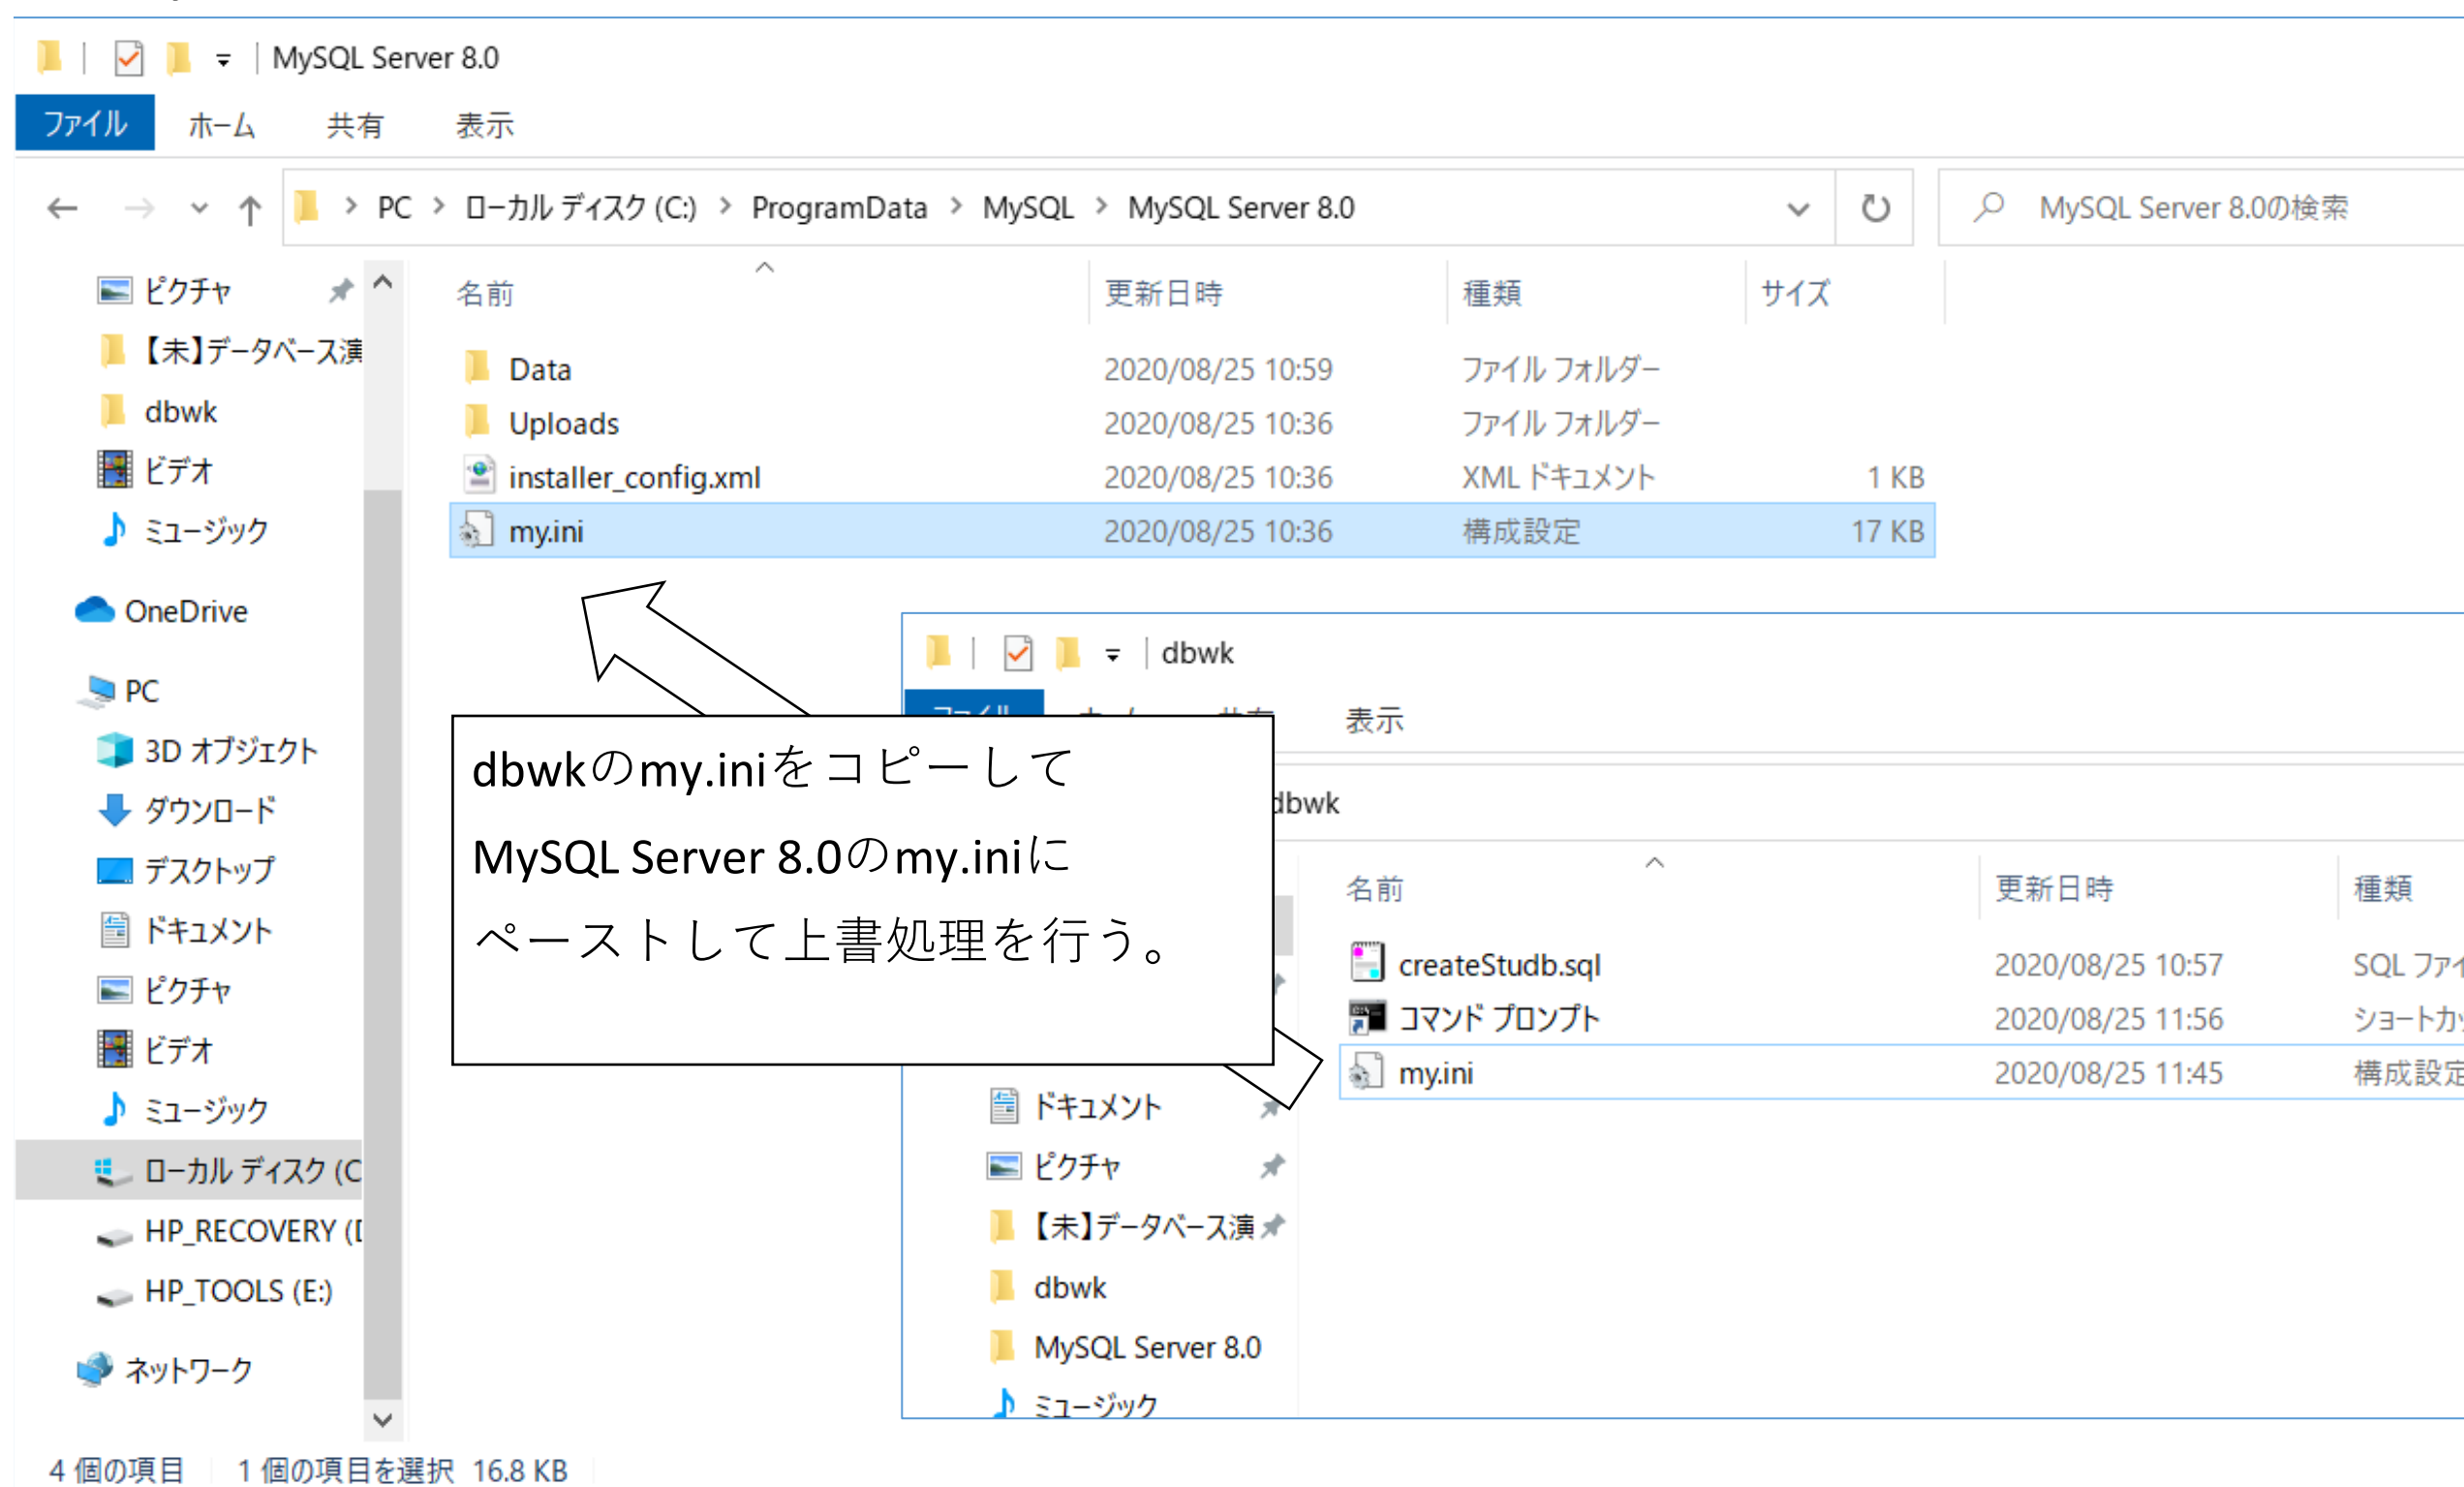 MySQL Server 8.0
ファイル ホーム 共有 表示
PC > ローカル ディスク (C:) > ProgramData > MySQL > MySQL Server 8.0
MySQL Server 8.0の検索
ピクチャ
【未】データベース演
dbwk
ビデオ
ミュージック
OneDrive
PC
3D オブジェクト
ダウンロード
デスクトップ
ドキュメント
ピクチャ
ビデオ
ミュージック
ローカル ディスク (C
HP_RECOVERY (D
HP_TOOLS (E:)
ネットワーク
名前 更新日時 種類 サイズ
Data 2020/08/25 10:59 ファイル フォルダー
Uploads 2020/08/25 10:36 ファイル フォルダー
installer_config.xml 2020/08/25 10:36 XML ドキュメント 1 KB
my.ini 2020/08/25 10:36 構成設定 17 KB
dbwkのmy.iniをコピーして
MySQL Server 8.0のmy.iniに
ペーストして上書処理を行う。
dbwk
表示
dbwk
名前 更新日時 種類
createStudb.sql 2020/08/25 10:57 SQL ファイ
コマンド プロンプト 2020/08/25 11:56 ショートカッ
my.ini 2020/08/25 11:45 構成設定
ドキュメント
ピクチャ
【未】データベース演
dbwk
MySQL Server 8.0
ミュージック
4 個の項目 1 個の項目を選択 16.8 KB